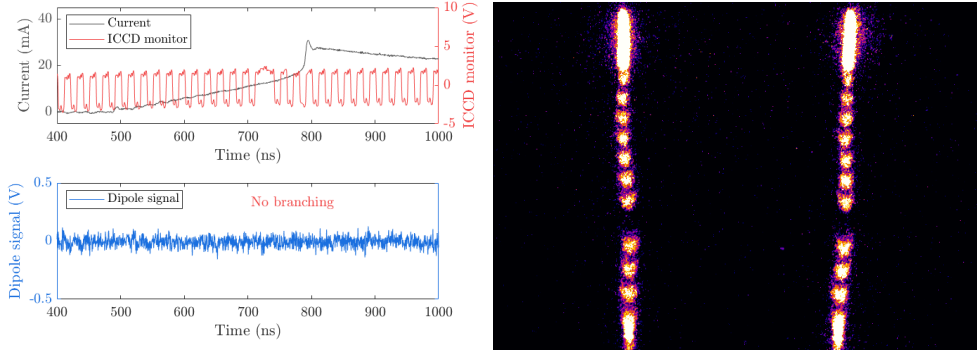 Current
ICCD monitor
40
20
0
Current (mA)
10
5
0
-5
ICCD monitor (V)
400 500 600 700 800 900 1000
Time (ns)
Dipole signal
No branching
0.5
0
-0.5
Dipole signal (V)
400 500 600 700 800 900 1000
Time (ns)